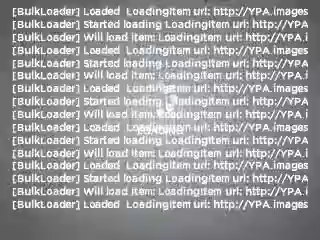 [BulkLoader] Loaded LoadingItem url: http://YPA.images
[BulkLoader] Started loading LoadingItem url: http://YPA
[BulkLoader] Will load item: LoadingItem url: http://YPA.i
[BulkLoader] Loaded LoadingItem url: http://YPA.images
[BulkLoader] Started loading LoadingItem url: http://YPA
[BulkLoader] Will load item: LoadingItem url: http://YPA.i
[BulkLoader] Loaded LoadingItem url: http://YPA.images
[BulkLoader] Started loading LoadingItem url: http://YPA
[BulkLoader] Will load item: LoadingItem url: http://YPA.i
[BulkLoader] Loaded LoadingItem url: http://YPA.images
[BulkLoader] Started loading LoadingItem url: http://YPA
[BulkLoader] Will load item: LoadingItem url: http://YPA.i
[BulkLoader] Loaded LoadingItem url: http://YPA.images
[BulkLoader] Started loading LoadingItem url: http://YPA
[BulkLoader] Will load item: LoadingItem url: http://YPA.i
[BulkLoader] Loaded LoadingItem url: http://YPA.images